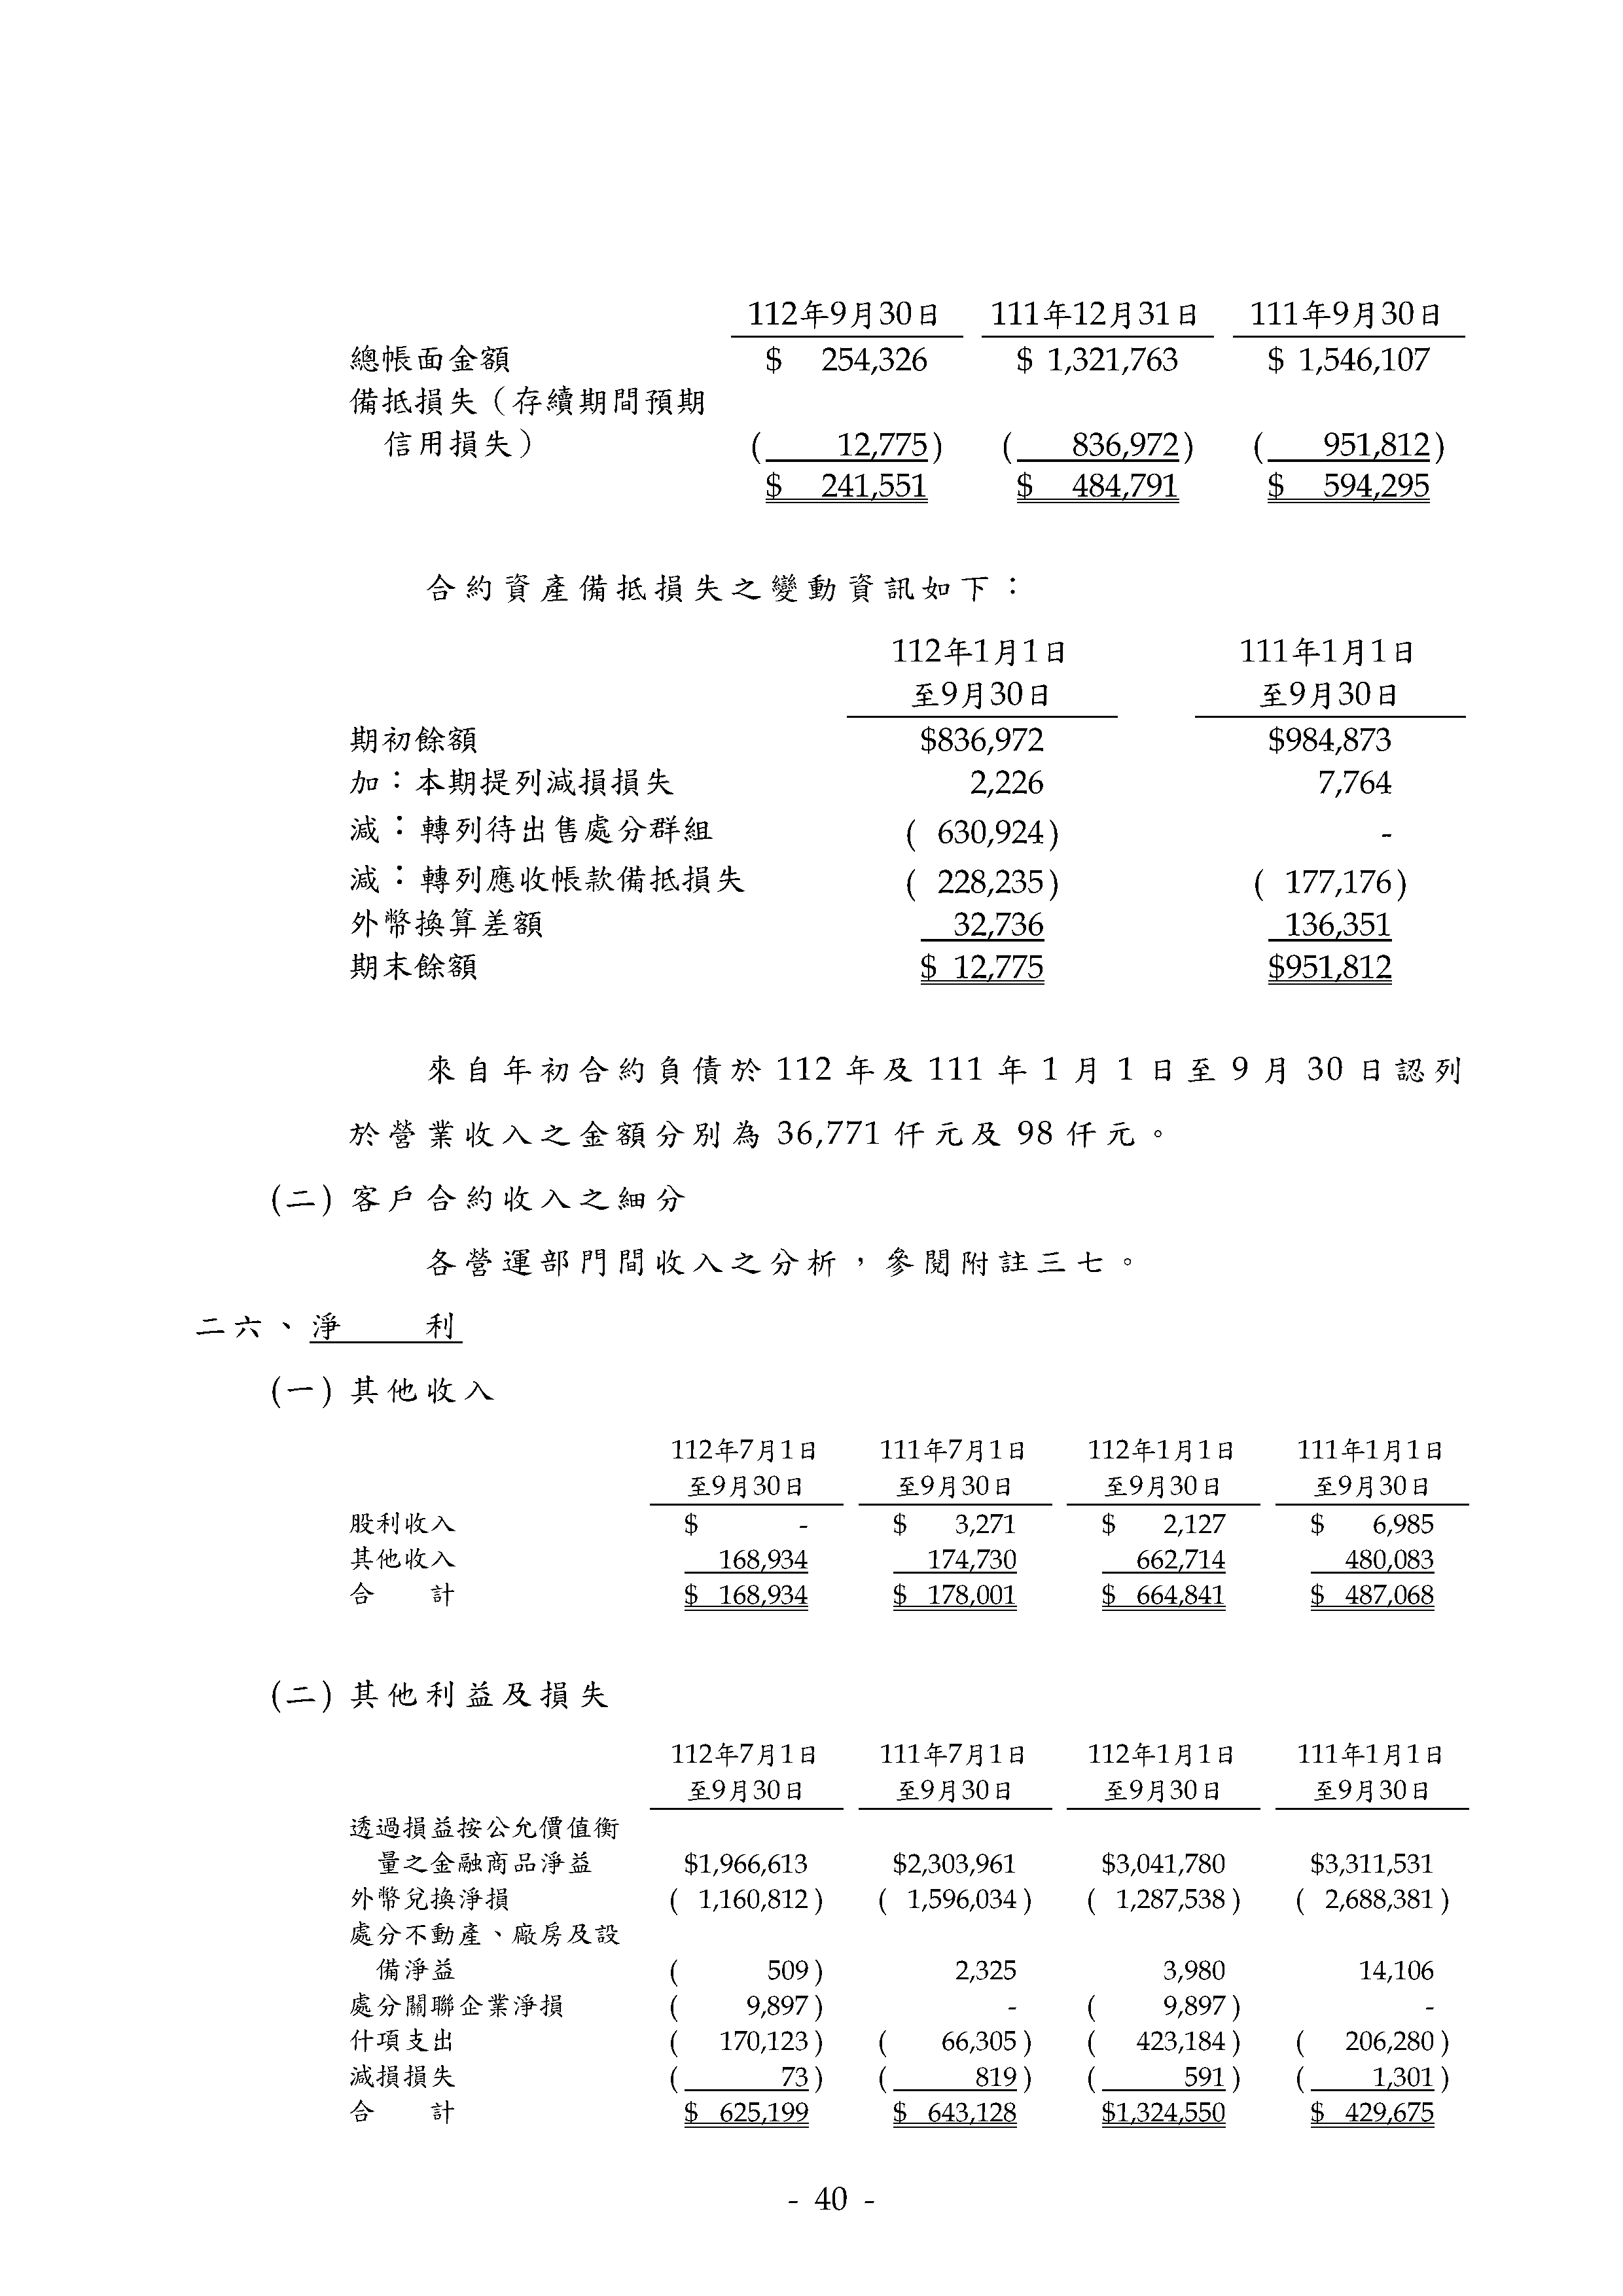 112年9月30日 111年12月31日 111年9月30日
總帳面金額 $ 254,326 $ 1,321,763 $ 1,546,107
備抵損失（存續期間預期
信用損失） ( 12,775) ( 836,972) ( 951,812)
$ 241,551 $ 484,791 $ 594,295
合約資產備抵損失之變動資訊如下：
112年1月1日 111年1月1日
至9月30日 至9月30日
期初餘額 $836,972 $984,873
加：本期提列減損損失 2,226 7,764
減：轉列待出售處分群組 ( 630,924) -
減：轉列應收帳款備抵損失 ( 228,235) ( 177,176)
外幣換算差額 32,736 136,351
期末餘額 $ 12,775 $951,812
來自年初合約負債於 112 年及 111 年 1 月 1 日至 9 月 30 日認列
於營業收入之金額分別為 36,771 仟元及 98 仟元。
(二) 客戶合約收入之細分
各營運部門間收入之分析，參閱附註三七。
二六、淨 利
(一) 其他收入
112年7月1日 111年7月1日 112年1月1日 111年1月1日
至9月30日 至9月30日 至9月30日 至9月30日
股利收入 $ - $ 3,271 $ 2,127 $ 6,985
其他收入 168,934 174,730 662,714 480,083
合 計 $ 168,934 $ 178,001 $ 664,841 $ 487,068
(二) 其他利益及損失
112年7月1日 111年7月1日 112年1月1日 111年1月1日
至9月30日 至9月30日 至9月30日 至9月30日
透過損益按公允價值衡
量之金融商品淨益 $1,966,613 $2,303,961 $3,041,780 $3,311,531
外幣兌換淨損 ( 1,160,812) ( 1,596,034) ( 1,287,538) ( 2,688,381)
處分不動產、廠房及設
備淨益 ( 509) 2,325 3,980 14,106
處分關聯企業淨損 ( 9,897) - ( 9,897) -
什項支出 ( 170,123) ( 66,305) ( 423,184) ( 206,280)
減損損失 ( 73) ( 819) ( 591) ( 1,301)
合 計 $ 625,199 $ 643,128 $1,324,550 $ 429,675
- 40 -